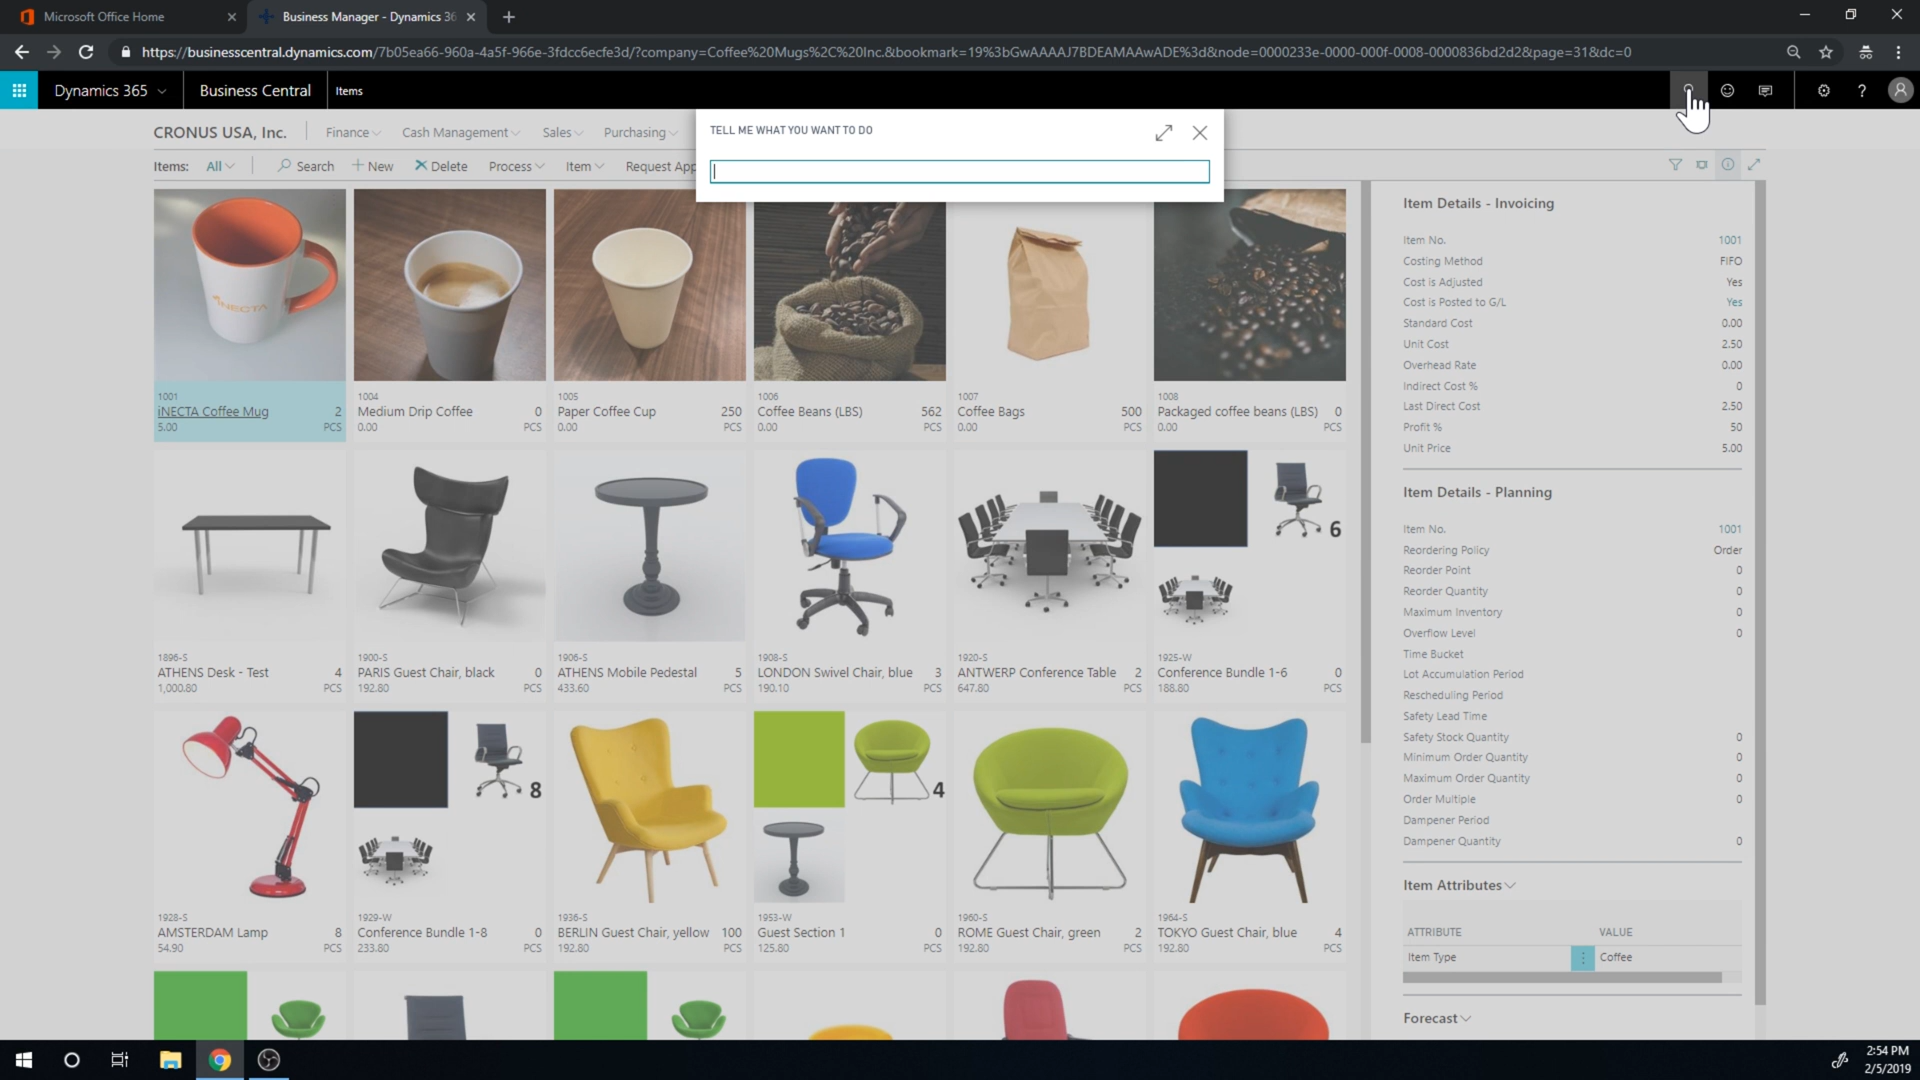 Microsoft Office Home
Business Manager - Dynamics 36
https://businesscentral.dynamics.com/7b05ea66-960a-4a5f-966e-3fdcc6ecfe3d/?company=Coffee%20Mugs%2C%20Inc.&bookmark=19%3bGwAAAAJ7BDEAMAAwADE%3d&node=0000233e-0000-000f-0008-0000836bd2d2&page=31&dc=0
Dynamics 365
Business Central
Items
TELL ME WHAT YOU WANT TO DO
CRONUS USA, Inc.
Finance
Cash Management
Sales
Purchasing
Items:
All
Search
New
Delete
Process
Item
Request App
iNECTA
1001
iNECTA Coffee Mug 2
5.00 PCS
1004
Medium Drip Coffee 0
0.00 PCS
1005
Paper Coffee Cup 250
0.00 PCS
1006
Coffee Beans (LBS) 562
0.00 PCS
1007
Coffee Bags 500
0.00 PCS
1008
Packaged coffee beans (LBS) 0
0.00 PCS
6
1896-S
ATHENS Desk - Test 4
1,000.80 PCS
1900-S
PARIS Guest Chair, black 0
192.80 PCS
1906-S
ATHENS Mobile Pedestal 5
433.60 PCS
1908-S
LONDON Swivel Chair, blue 3
190.10 PCS
1920-S
ANTWERP Conference Table 2
647.80 PCS
1925-W
Conference Bundle 1-6 0
188.80 PCS
8
4
1928-S
AMSTERDAM Lamp 8
54.90 PCS
1929-W
Conference Bundle 1-8 0
233.80 PCS
1936-S
BERLIN Guest Chair, yellow 100
192.80 PCS
1953-W
Guest Section 1 0
125.80 PCS
1960-S
ROME Guest Chair, green 2
192.80 PCS
1964-S
TOKYO Guest Chair, blue 4
192.80 PCS
Item Details - Invoicing
Item No. 1001
Costing Method FIFO
Cost is Adjusted Yes
Cost is Posted to G/L Yes
Standard Cost 0.00
Unit Cost 2.50
Overhead Rate 0.00
Indirect Cost % 0
Last Direct Cost 2.50
Profit % 50
Unit Price 5.00
Item Details - Planning
Item No. 1001
Reordering Policy Order
Reorder Point 0
Reorder Quantity 0
Maximum Inventory 0
Overflow Level 0
Time Bucket
Lot Accumulation Period
Rescheduling Period
Safety Lead Time
Safety Stock Quantity 0
Minimum Order Quantity 0
Maximum Order Quantity 0
Order Multiple 0
Dampener Period
Dampener Quantity 0
Item Attributes
ATTRIBUTE VALUE
Item Type Coffee
Forecast
2:54 PM
2/5/2019